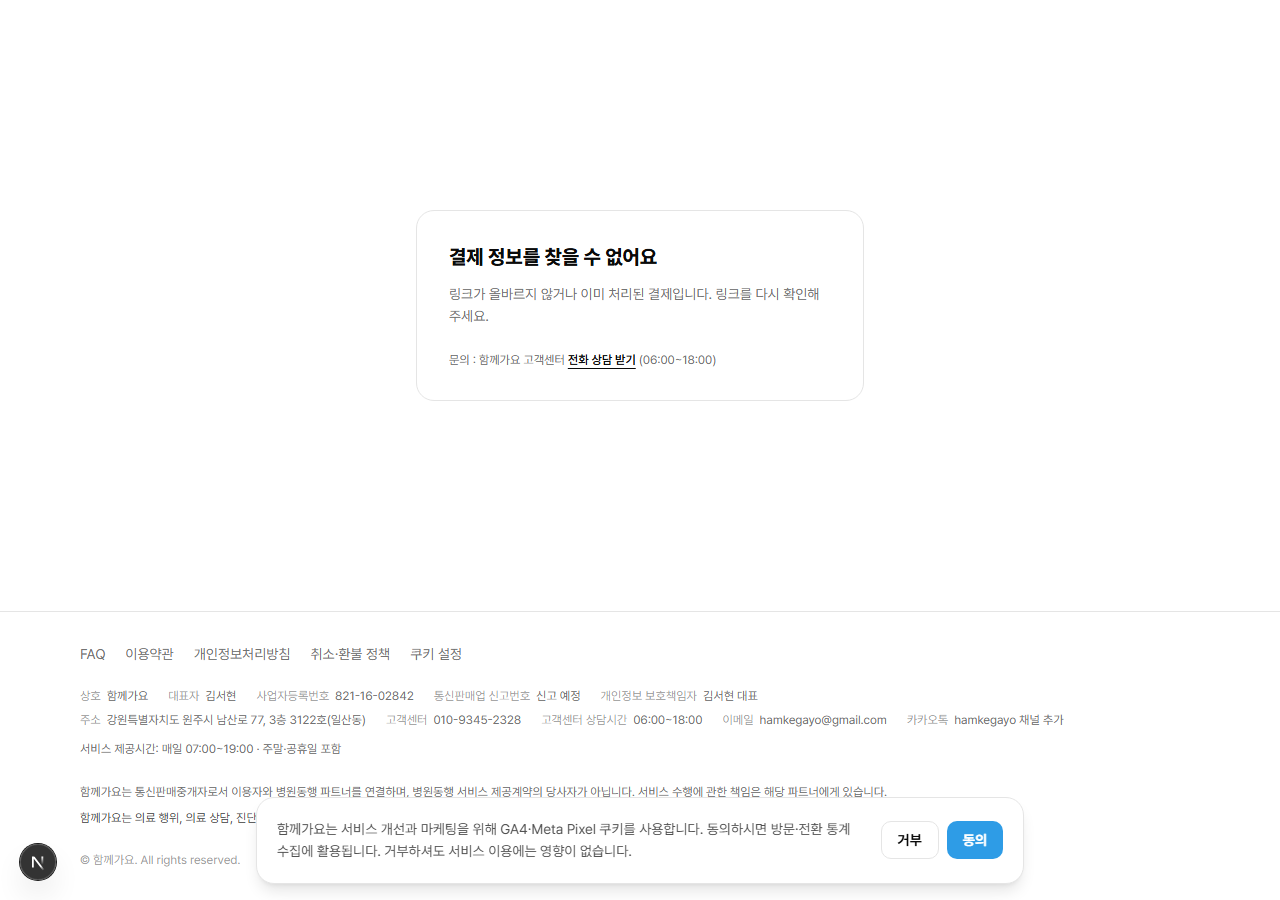 결제 정보를 찾을 수 없어요
링크가 올바르지 않거나 이미 처리된 결제입니다. 링크를 다시 확인해
주세요.
문의 : 함께가요 고객센터 전화 상담 받기 (06:00~18:00)
FAQ 이용약관 개인정보처리방침 취소·환불 정책 쿠키 설정
상호 함께가요 대표자 김서현 사업자등록번호 821-16-02842 통신판매업 신고번호 신고 예정 개인정보 보호책임자 김서현 대표
주소 강원특별자치도 원주시 남산로 77, 3층 3122호(일산동) 고객센터 010-9345-2328 고객센터 상담시간 06:00~18:00 이메일 hamkegayo@gmail.com 카카오톡 hamkegayo 채널 추가
서비스 제공시간: 매일 07:00~19:00 · 주말·공휴일 포함
함께가요는 통신판매중개자로서 이용자와 병원동행 파트너를 연결하며, 병원동행 서비스 제공계약의 당사자가 아닙니다. 서비스 수행에 관한 책임은 해당 파트너에게 있습니다.
함께가요는 의료 행위, 의료 상담, 진단
© 함께가요. All rights reserved.
함께가요는 서비스 개선과 마케팅을 위해 GA4·Meta Pixel 쿠키를 사용합니다. 동의하시면 방문·전환 통계
수집에 활용됩니다. 거부하셔도 서비스 이용에는 영향이 없습니다.
거부 동의
N